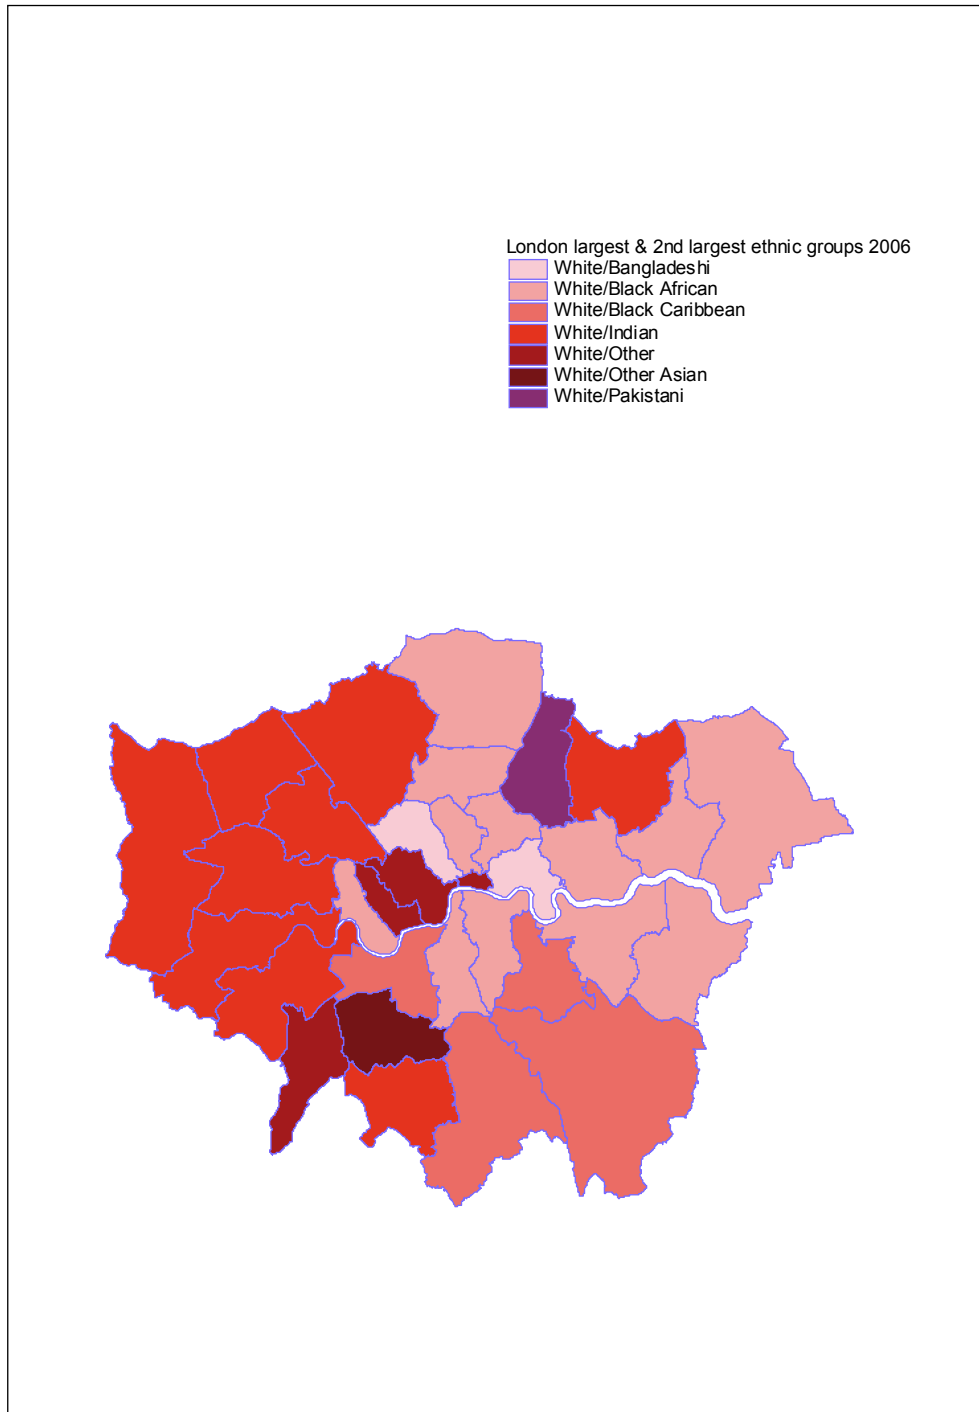 London largest & 2nd largest ethnic groups 2006
White/Bangladeshi
White/Black African
White/Black Caribbean
White/Indian
White/Other
White/Other Asian
White/Pakistani